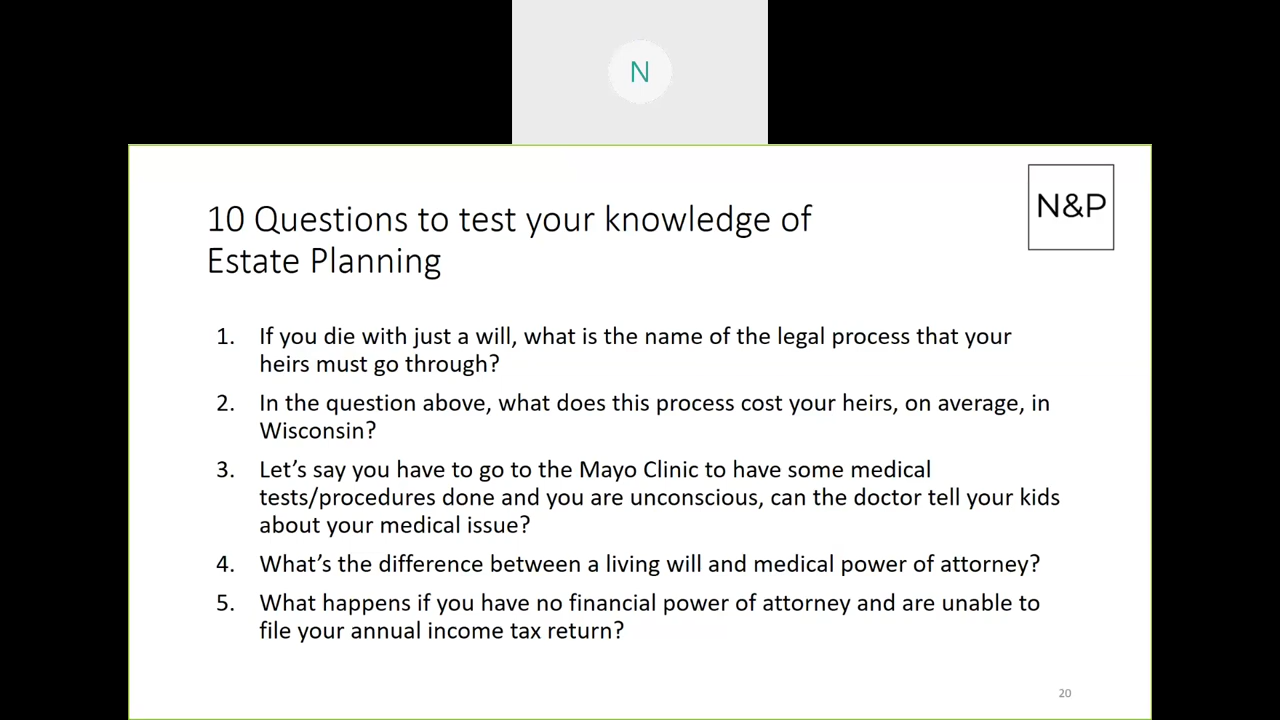 N
N&P
10 Questions to test your knowledge of
Estate Planning
1. If you die with just a will, what is the name of the legal process that your
heirs must go through?
2. In the question above, what does this process cost your heirs, on average, in
Wisconsin?
3. Let’s say you have to go to the Mayo Clinic to have some medical
tests/procedures done and you are unconscious, can the doctor tell your kids
about your medical issue?
4. What’s the difference between a living will and medical power of attorney?
5. What happens if you have no financial power of attorney and are unable to
file your annual income tax return?
20